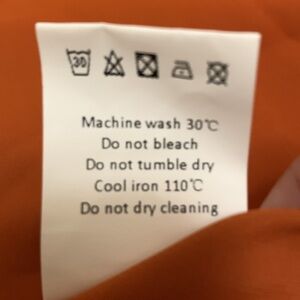 30
Machine wash 30℃
Do not bleach
Do not tumble dry
Cool iron 110℃
Do not dry cleaning